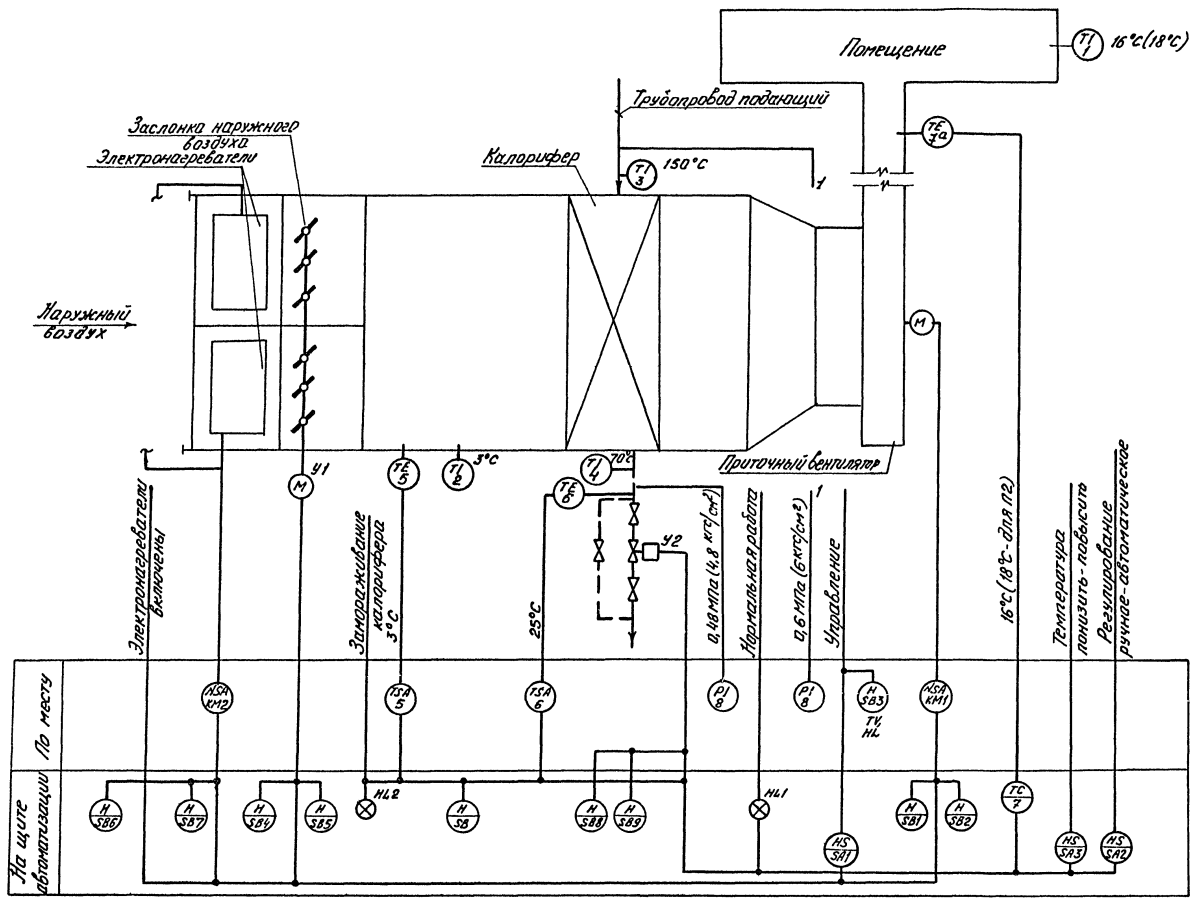 Помещение
TI
1
16°C (18°C)
Трубопровод подающий
TE
7а
Заслонка наружного
воздуха
Электронагреватели
Калорифер
TI
3
150°C
1
Наружный
воздух
M
M
У1
TE
5
TI
2
3°C
TI
4
70°C
TE
6
Приточный вентилятор
У2
Электронагреватели
включены
Замораживание
калорифера
3°C
25°C
0,48 МПа (4,8 кгс/см²)
Нормальная работа
0,6 МПа (6 кгс/см²)
1
Управление
16°C (18°C - для П2)
Температура
понизить-повысить
Регулирование
ручное-автоматическое
По месту
NSA
KM2
TSA
5
TSA
6
PI
8
PI
8
H
SB3
TV,
HL
NSA
KM1
На щите
автоматизации
H
SB6
H
SB7
H
SB4
H
SB5
HL2
H
SB
H
SB8
H
SB9
HL1
HS
SA1
H
SB1
H
SB2
TC
7
HS
SA3
HS
SA2